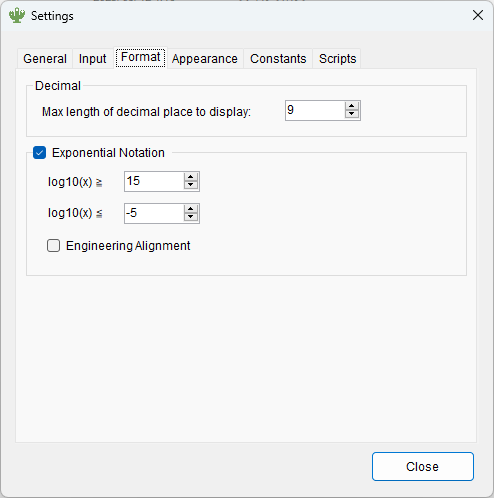 Settings
General Input Format Appearance Constants Scripts
Decimal
Max length of decimal place to display: 9
Exponential Notation
log10(x) ≧ 15
log10(x) ≦ -5
Engineering Alignment
Close